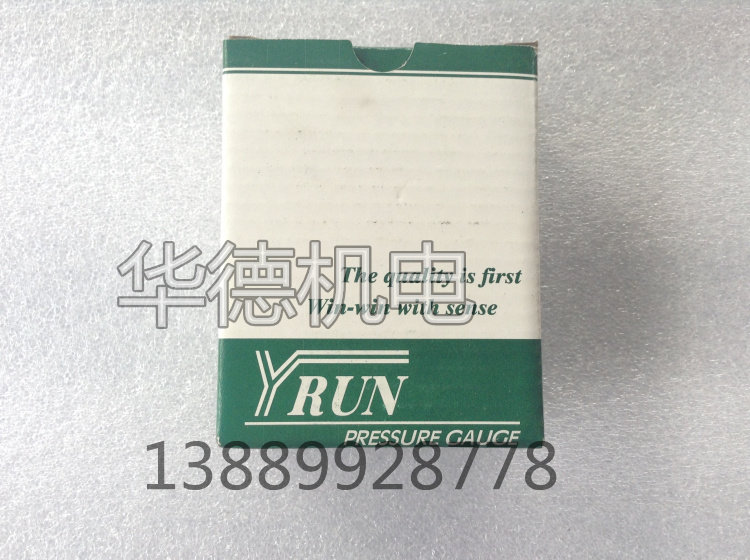 The quality is first
华德机电
Win-win with sense
YRUN
PRESSURE GAUGE
13889928778